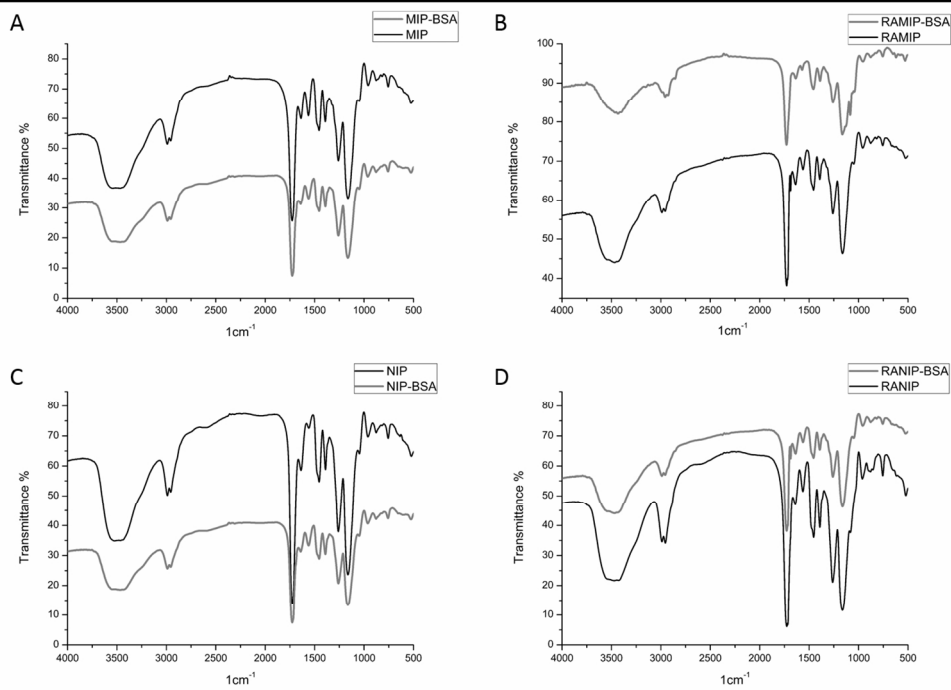 A
MIP-BSA
MIP
80
70
60
50
40
30
20
10
0
Transmittance %
4000 3500 3000 2500 2000 1500 1000 500
1cm⁻¹
B
RAMIP-BSA
RAMIP
100
90
80
70
60
50
40
Transmittance %
4000 3500 3000 2500 2000 1500 1000 500
1cm⁻¹
C
NIP
NIP-BSA
80
70
60
50
40
30
20
10
0
Transmittance %
4000 3500 3000 2500 2000 1500 1000 500
1cm⁻¹
D
RANIP-BSA
RANIP
80
70
60
50
40
30
20
10
0
Transmittance %
4000 3500 3000 2500 2000 1500 1000 500
1cm⁻¹